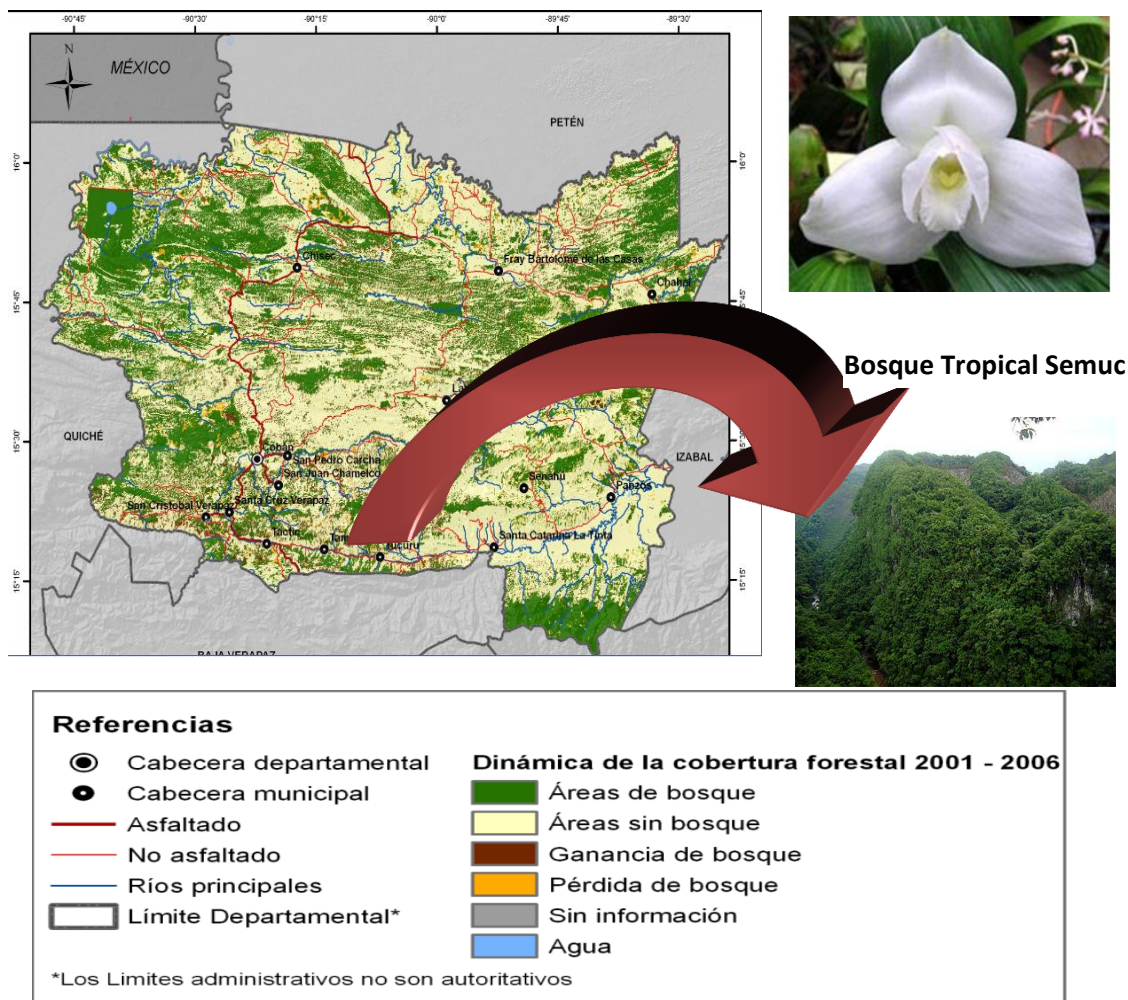 -90°45'
-90°30'
-90°15'
-90°0'
-89°45'
-89°30'
N
MÉXICO
PETÉN
16°0'
16°0'
Chisec
Fray Bartolomé de las Casas
Chahal
15°45'
15°45'
Bosque Tropical Semuc
QUICHÉ
15°30'
IZABAL
Cobán
San Pedro Carcha
San Juan Chamelco
Senahú
Panzós
San Cristobal Verapaz
Santa Cruz Verapaz
Tactic
Santa Catarina La Tinta
15°15'
15°15'
BAJA VERAPAZ
Referencias
Cabecera departamental
Cabecera municipal
Asfaltado
No asfaltado
Ríos principales
Límite Departamental*
Dinámica de la cobertura forestal 2001 - 2006
Áreas de bosque
Áreas sin bosque
Ganancia de bosque
Pérdida de bosque
Sin información
Agua
*Los Limites administrativos no son autoritativos